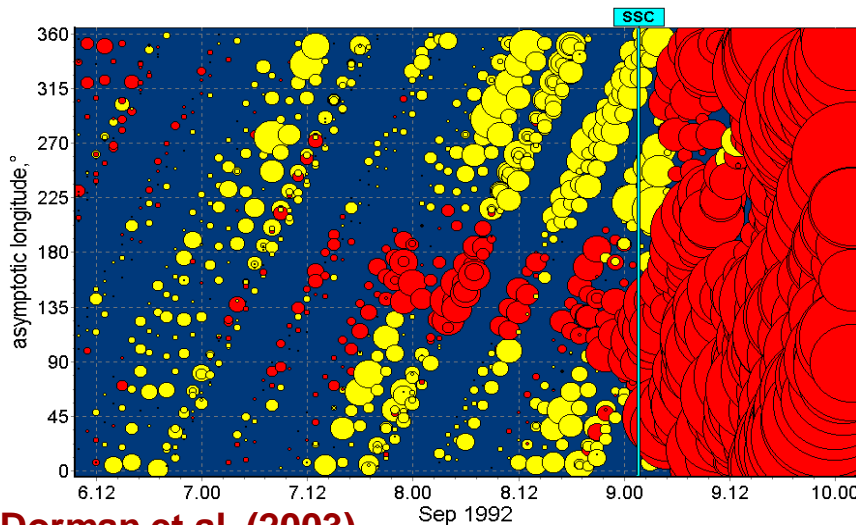 SSC
360
315
270
225
180
135
90
45
0
asymptotic longitude,°
6.12 7.00 7.12 8.00 8.12 9.00 9.12 10.00
Sep 1992
Dorman et al. (2003)